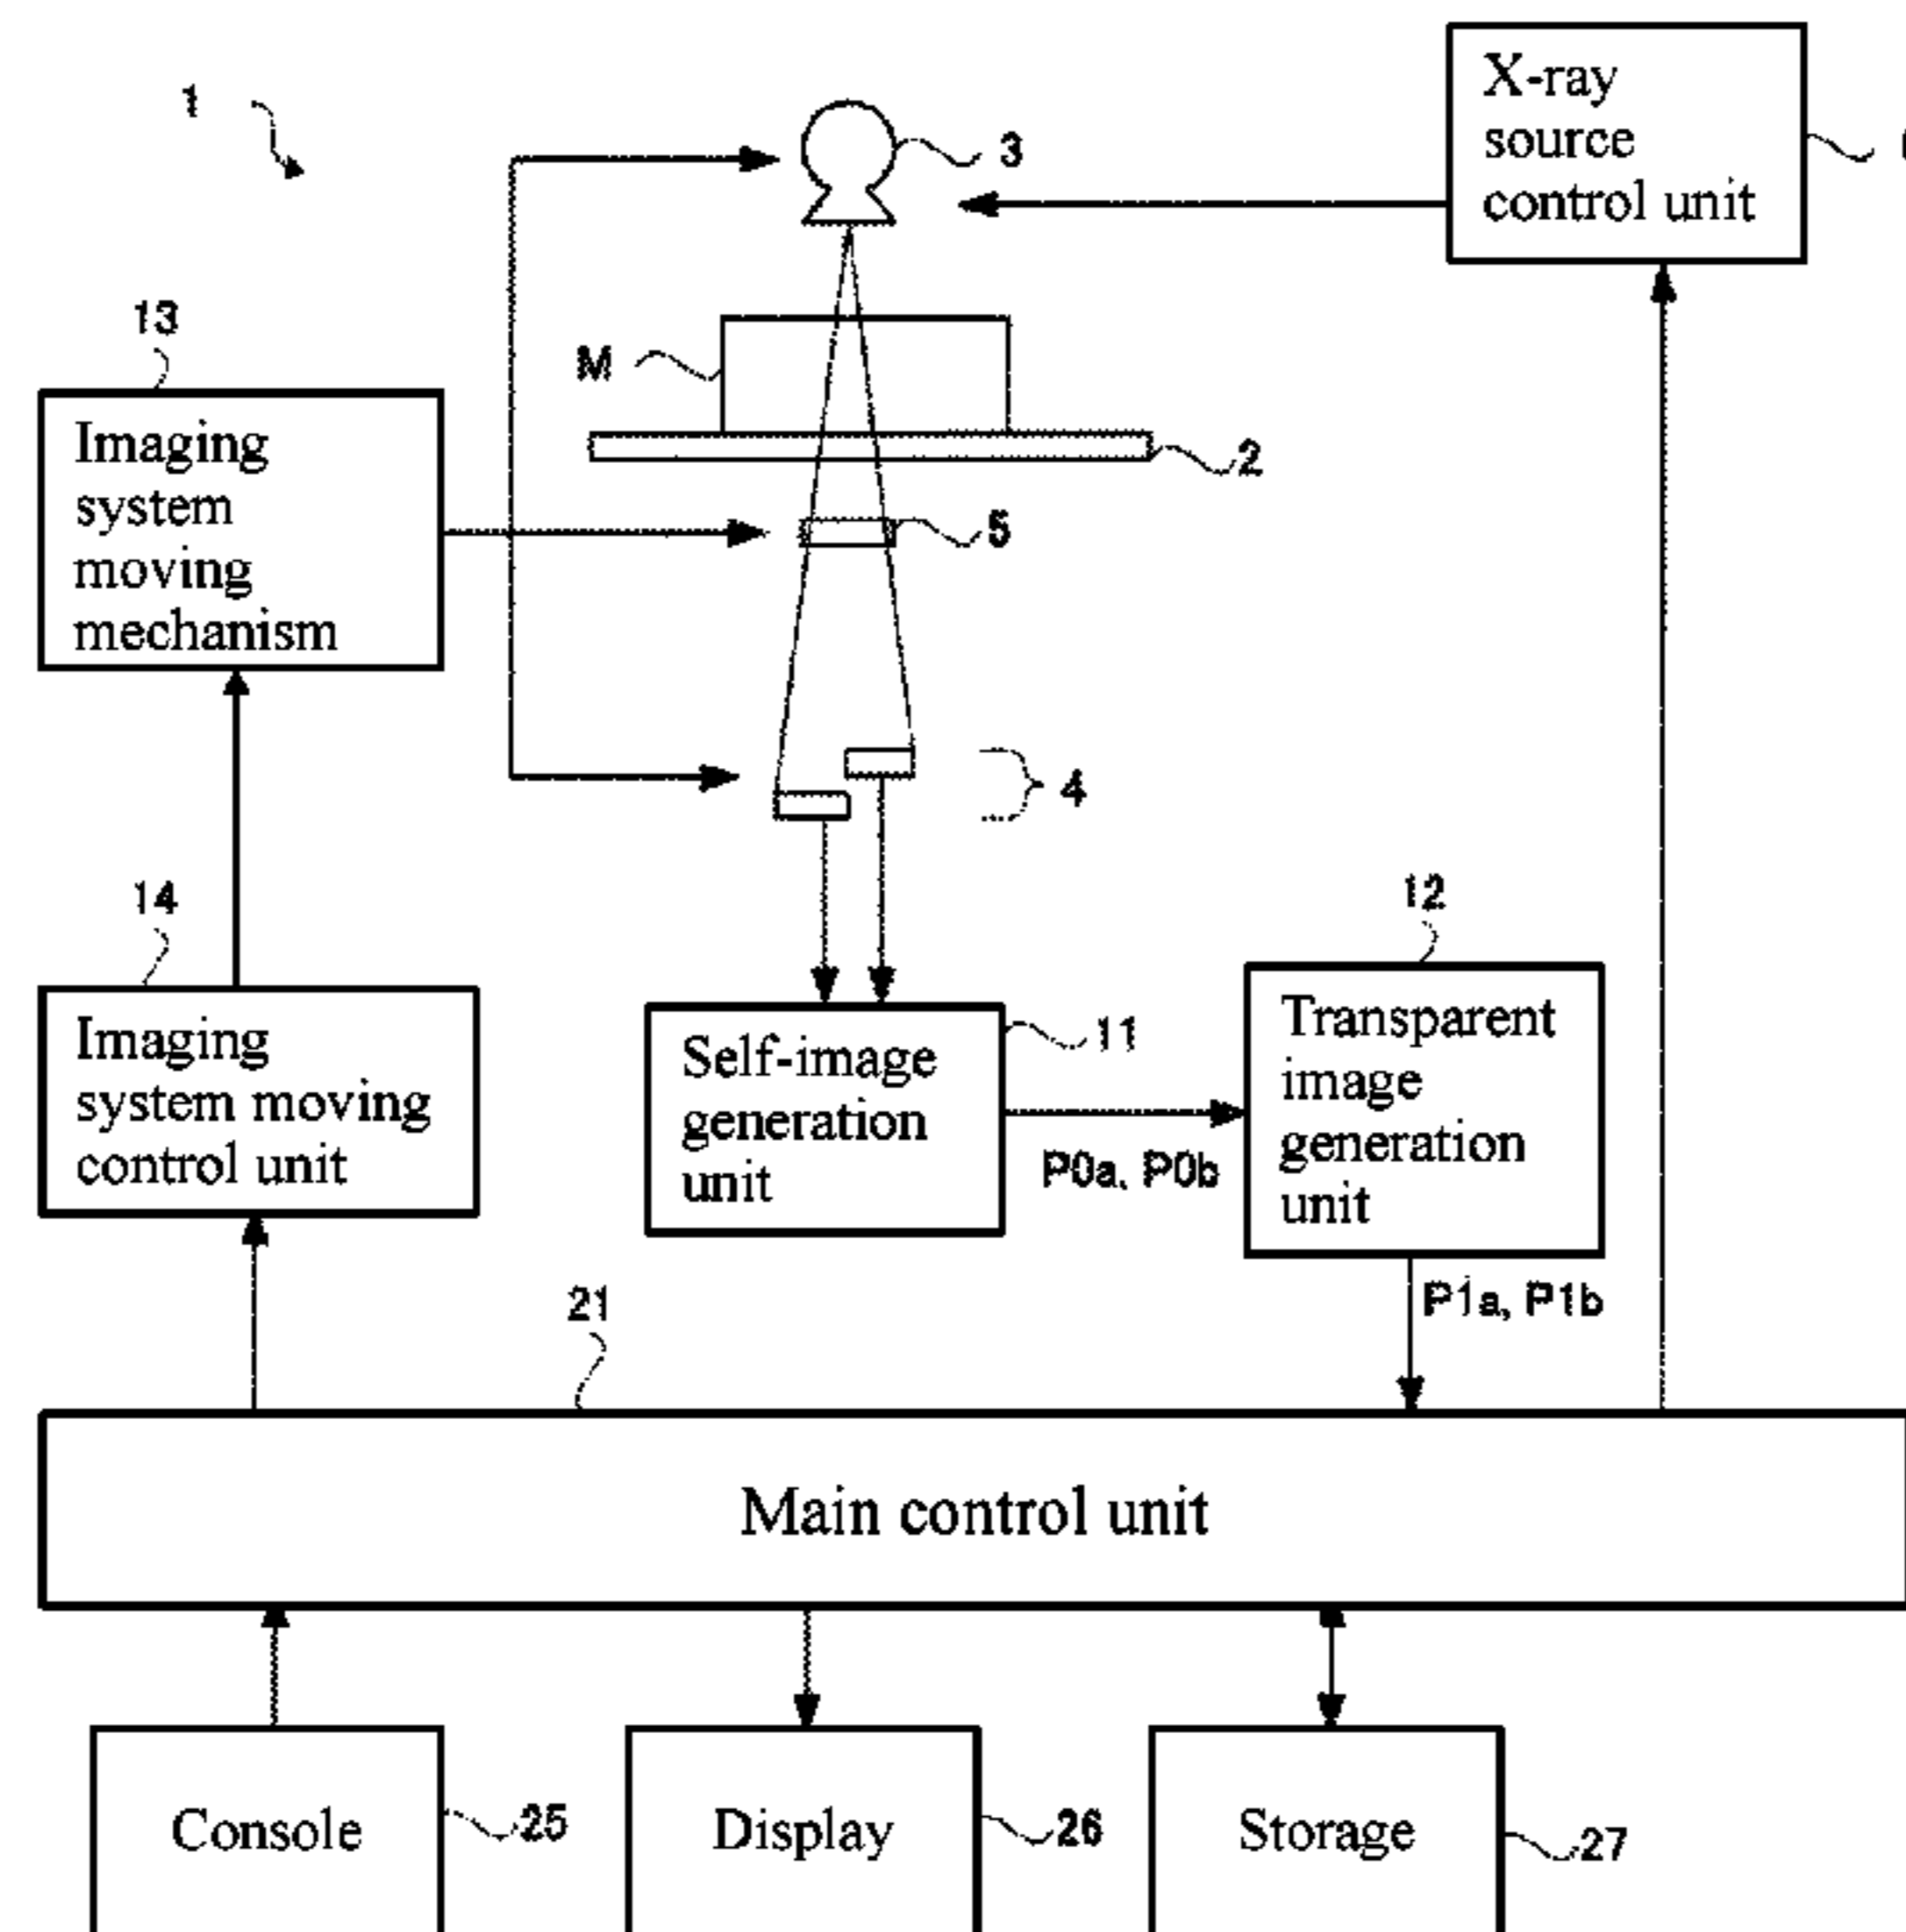 1
3
X-ray
source
control unit
13
M
Imaging
system
moving
mechanism
2
5
4
14
12
Imaging
system moving
control unit
Self-image
generation
unit
11
P0a, P0b
Transparent
image
generation
unit
P1a, P1b
21
Main control unit
Console
25
Display
26
Storage
27